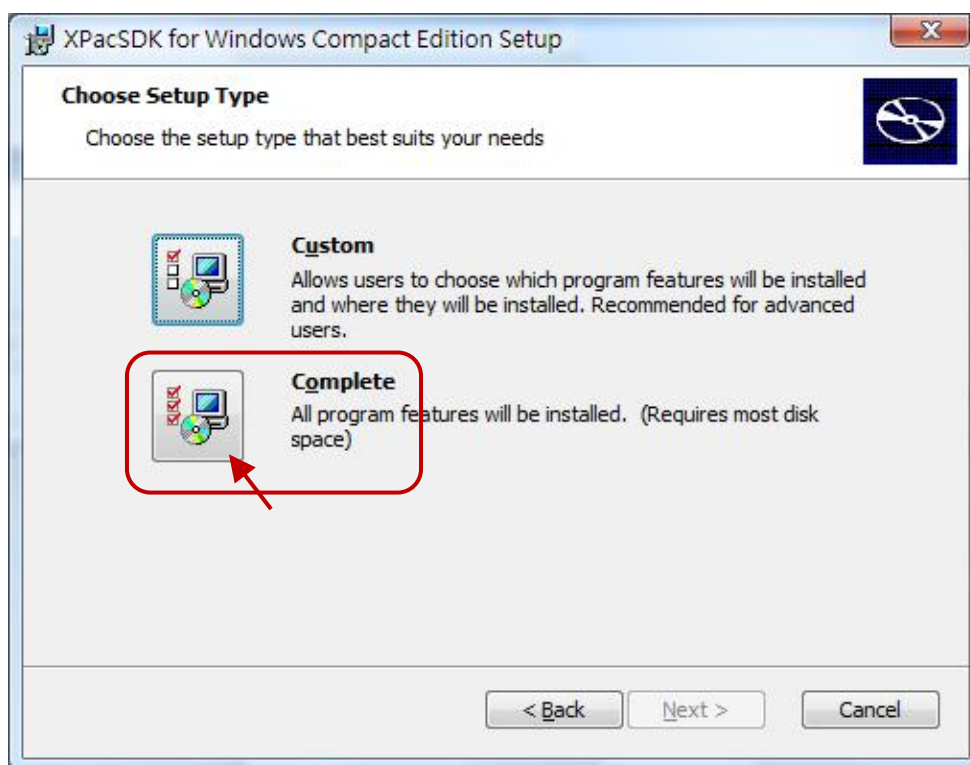 XPacSDK for Windows Compact Edition Setup
Choose Setup Type
Choose the setup type that best suits your needs
Custom
Allows users to choose which program features will be installed
and where they will be installed. Recommended for advanced
users.
Complete
All program features will be installed. (Requires most disk
space)
< Back
Next >
Cancel